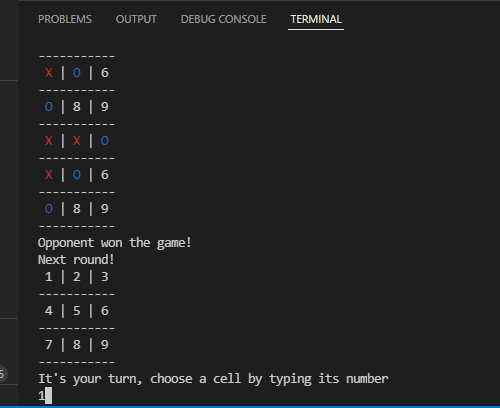 PROBLEMS OUTPUT DEBUG CONSOLE TERMINAL
-----------
X | O | 6
-----------
O | 8 | 9
-----------
X | X | O
-----------
X | O | 6
-----------
O | 8 | 9
-----------
Opponent won the game!
Next round!
1 | 2 | 3
-----------
4 | 5 | 6
-----------
7 | 8 | 9
-----------
It's your turn, choose a cell by typing its number
1